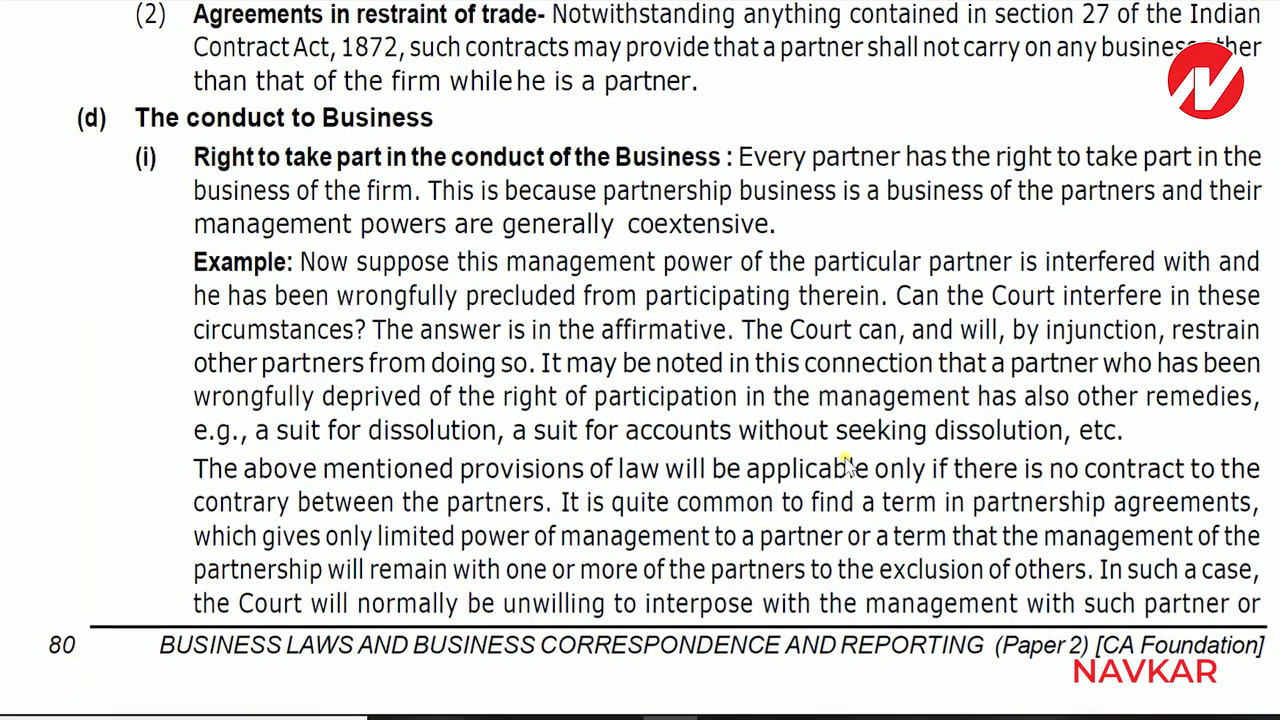 (2) Agreements in restraint of trade- Notwithstanding anything contained in section 27 of the Indian
Contract Act, 1872, such contracts may provide that a partner shall not carry on any business other
than that of the firm while he is a partner.
(d) The conduct to Business
(i) Right to take part in the conduct of the Business : Every partner has the right to take part in the
business of the firm. This is because partnership business is a business of the partners and their
management powers are generally coextensive.
Example: Now suppose this management power of the particular partner is interfered with and
he has been wrongfully precluded from participating therein. Can the Court interfere in these
circumstances? The answer is in the affirmative. The Court can, and will, by injunction, restrain
other partners from doing so. It may be noted in this connection that a partner who has been
wrongfully deprived of the right of participation in the management has also other remedies,
e.g., a suit for dissolution, a suit for accounts without seeking dissolution, etc.
The above mentioned provisions of law will be applicable only if there is no contract to the
contrary between the partners. It is quite common to find a term in partnership agreements,
which gives only limited power of management to a partner or a term that the management of the
partnership will remain with one or more of the partners to the exclusion of others. In such a case,
the Court will normally be unwilling to interpose with the management with such partner or
80 BUSINESS LAWS AND BUSINESS CORRESPONDENCE AND REPORTING (Paper 2) [CA Foundation]
NAVKAR